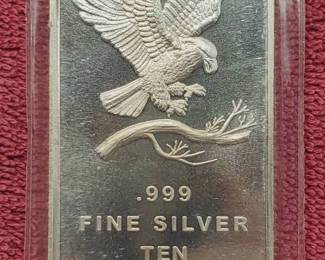 .999
FINE SILVER
TEN